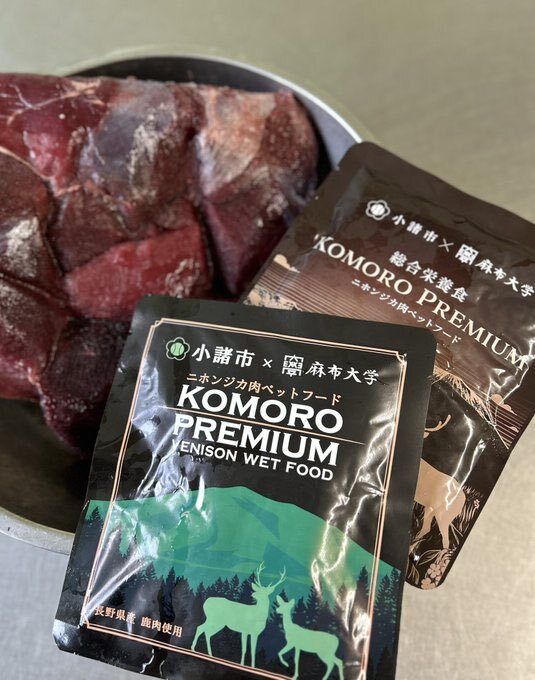 小諸市 × 麻布大学
総合栄養食
KOMORO PREMIUM
ニホンジカ肉ペットフード
小諸市 × 麻布大学
ニホンジカ肉ペットフード
KOMORO
PREMIUM
VENISON WET FOOD
長野県産 鹿肉使用